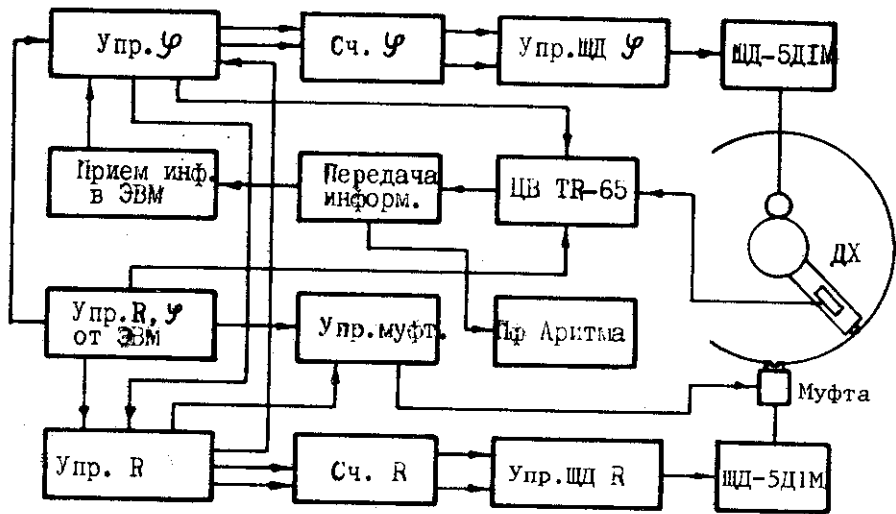 Упр. φ
Сч. φ
Упр.ШД φ
ШД-5Д1М
Прием инф.
в ЭВМ
Передача
информ.
ЦВ TR-65
ДХ
Упр.R, φ
от ЭВМ
Упр.муфт.
Пф Аритма
Муфта
Упр. R
Сч. R
Упр.ШД R
ШД-5Д1М